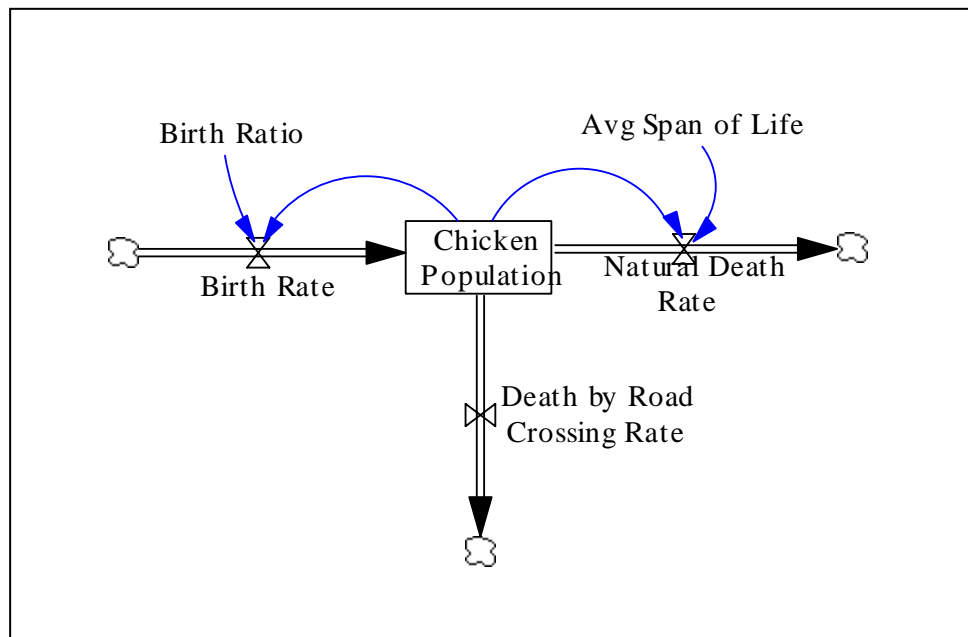 Birth Ratio
Avg Span of Life
Chicken
Population
Birth Rate
Natural Death
Rate
Death by Road
Crossing Rate